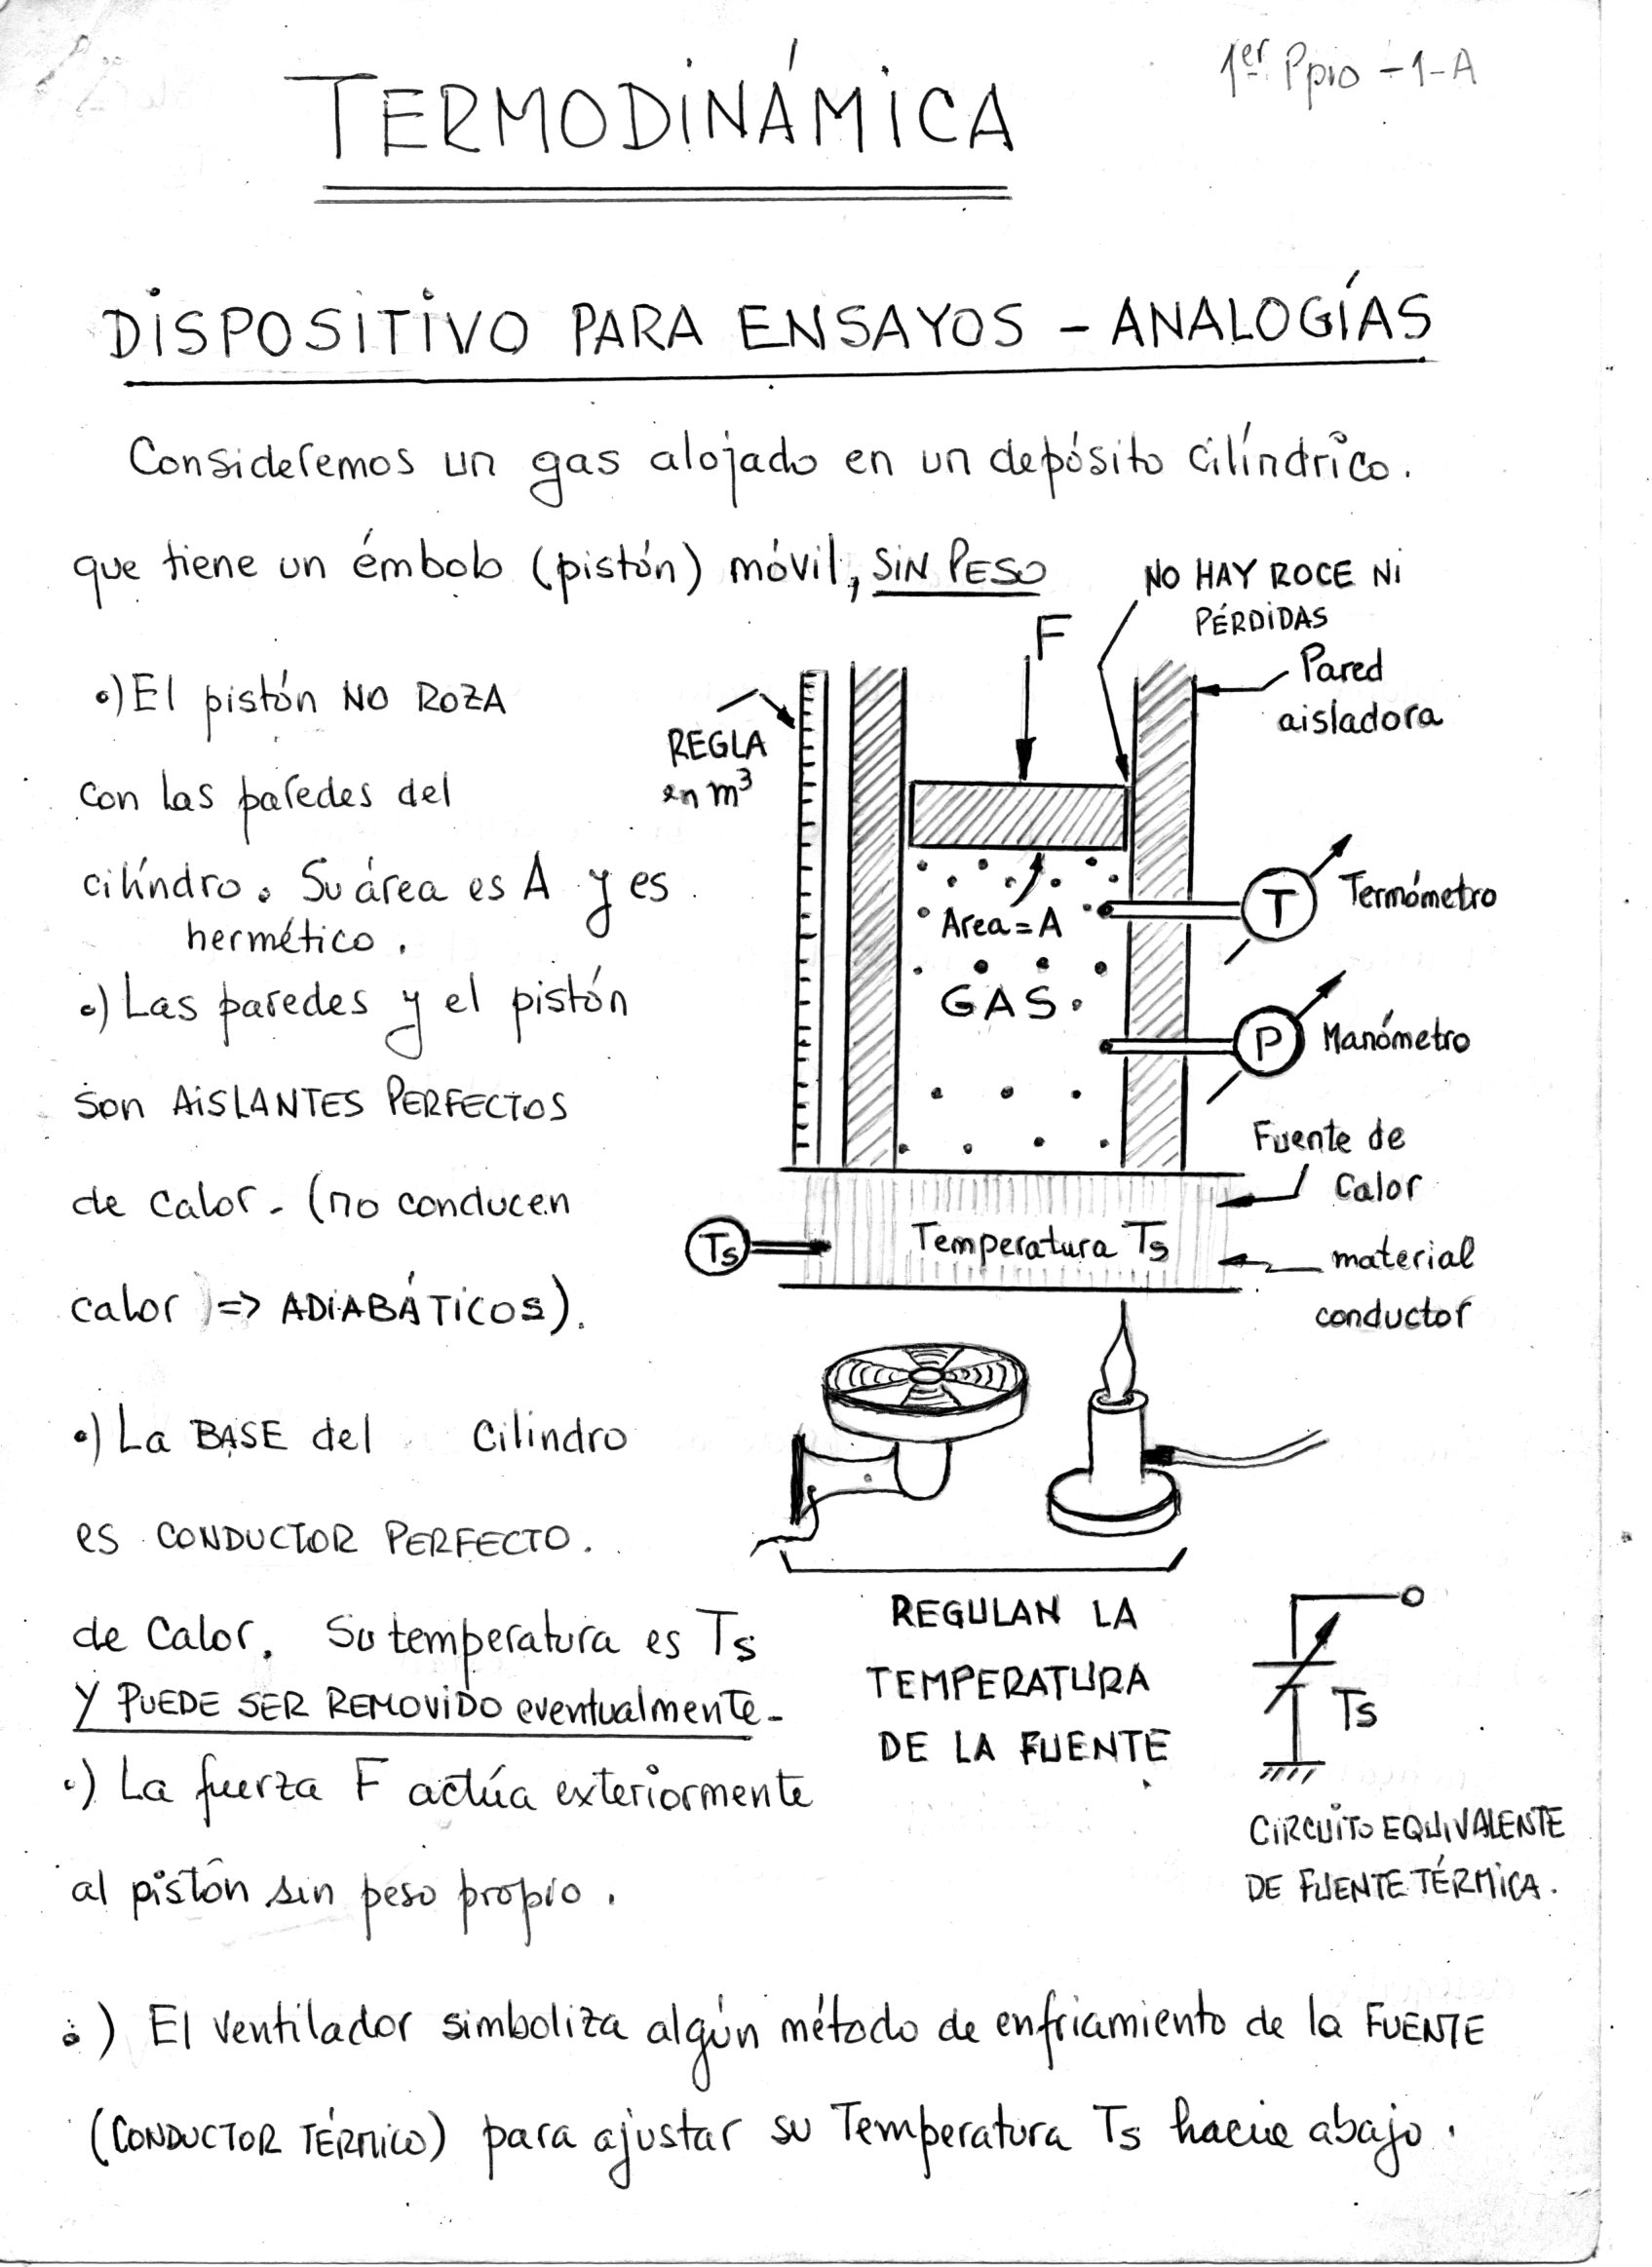 1er Ppio - 1 - A
TERMODINÁMICA
DISPOSITIVO PARA ENSAYOS - ANALOGÍAS
Consideremos un gas alojado en un depósito cilíndrico.
que tiene un émbolo (pistón) móvil, SIN PESO
NO HAY ROCE NI
PÉRDIDAS
F
Pared
aisladora
•) El pistón NO ROZA
con las paredes del
cilíndro. Su área es A y es
hermético.
REGLA
en m³
Area = A
GAS
T
Termómetro
P
Manómetro
•) Las paredes y el pistón
son AISLANTES PERFECTOS
de calor. (no conducen
calor) => ADIABÁTICOS).
Fuente de
Calor
Ts
Temperatura Ts
material
conductor
•) La BASE del Cilindro
es CONDUCTOR PERFECTO.
de Calor. Su temperatura es Ts
Y PUEDE SER REMOVIDO eventualmente-
REGULAN LA
TEMPERATURA
DE LA FUENTE
Ts
CIRCUITO EQUIVALENTE
DE FUENTE TÉRMICA.
•) La fuerza F actúa exteriormente
al pistón sin peso propio.
•) El ventilador simboliza algún método de enfriamiento de la FUENTE
(CONDUCTOR TÉRMICO) para ajustar su Temperatura Ts hacia abajo.